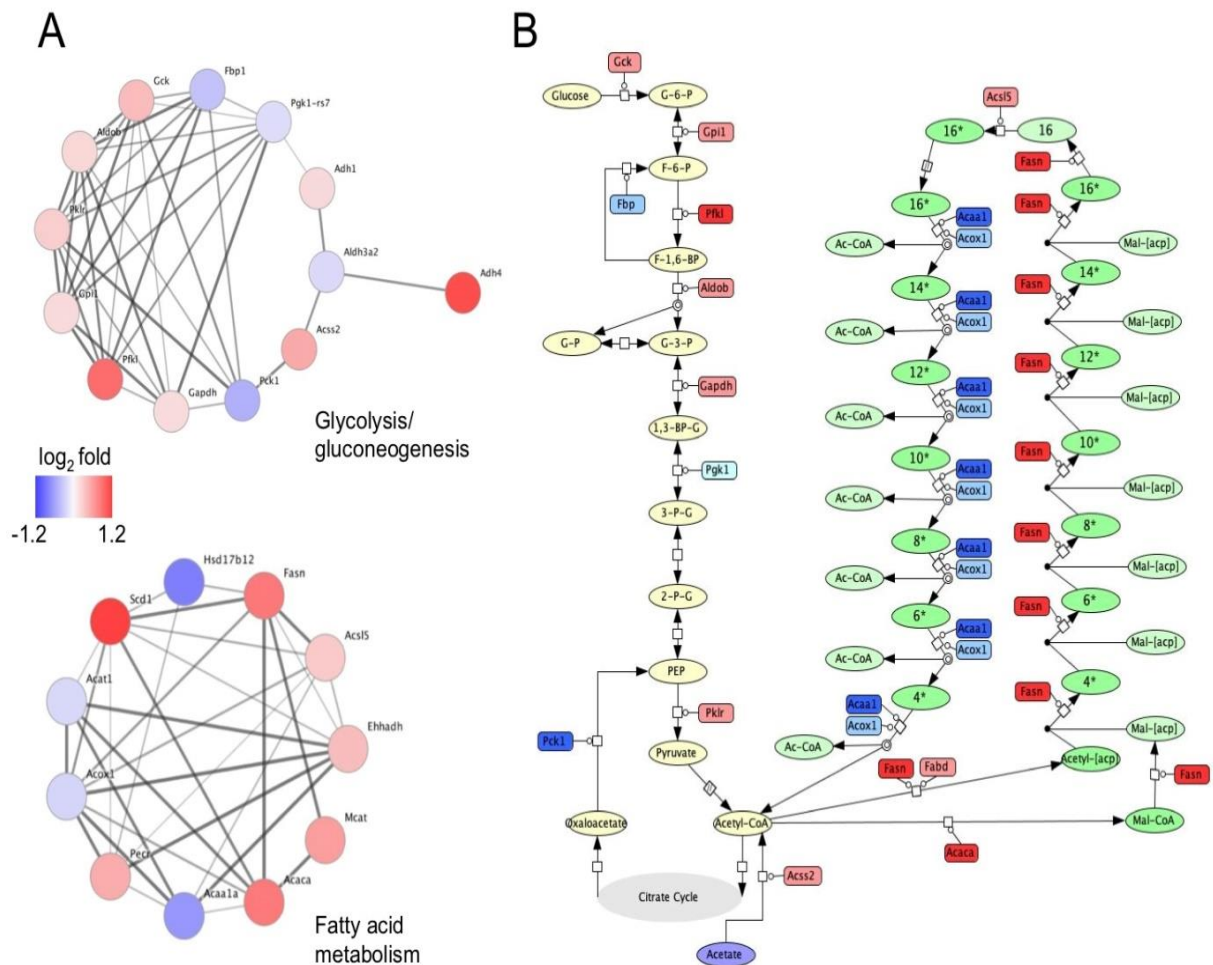 A
Gck
Fbp1
Pgk1-rs7
Aldob
Adh1
Pklr
Aldh3a2
Adh4
Gpi1
Acss2
Pfkl
Gapdh
Pck1
Glycolysis/
gluconeogenesis
log2 fold
-1.2 1.2
Hsd17b12
Fasn
Scd1
Acsl5
Acat1
Ehhadh
Acox1
Mcat
Pecr
Acaca
Acaa1a
Fatty acid
metabolism
B
Gck
Glucose
G-6-P
Gpi1
F-6-P
Fbp
Pfkl
F-1,6-BP
Aldob
G-P
G-3-P
Gapdh
1,3-BP-G
Pgk1
3-P-G
2-P-G
PEP
Pklr
Pck1
Pyruvate
Oxaloacetate
Acetyl-CoA
Citrate Cycle
Acss2
Acetate
Acsl5
16*
16
Fasn
16*
16*
Fasn
Acaa1
Acox1
Ac-CoA
Mal-[acp]
14*
14*
Fasn
Acaa1
Acox1
Ac-CoA
Mal-[acp]
12*
12*
Fasn
Acaa1
Acox1
Ac-CoA
Mal-[acp]
10*
10*
Fasn
Acaa1
Acox1
Ac-CoA
Mal-[acp]
8*
8*
Fasn
Acaa1
Acox1
Ac-CoA
Mal-[acp]
6*
6*
Fasn
Acaa1
Acox1
Ac-CoA
Mal-[acp]
4*
4*
Fasn
Acaa1
Acox1
Ac-CoA
Mal-[acp]
Acetyl-[acp]
Fasn
Fabd
Fasn
Mal-CoA
Acaca